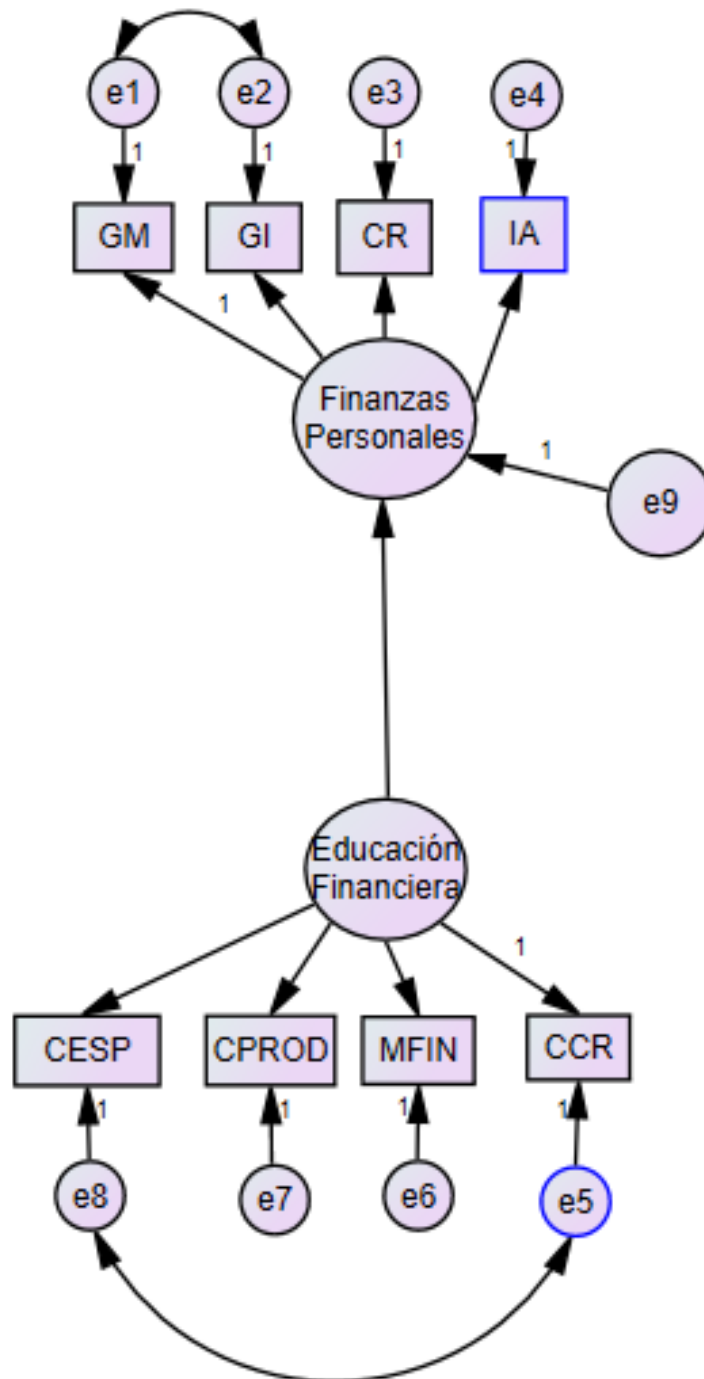 e1 e2 e3 e4
1 1 1 1
GM GI CR IA
1
Finanzas
Personales
1
e9
Educación
Financiera
1
CESP CPROD MFIN CCR
1 1 1 1
e8 e7 e6 e5